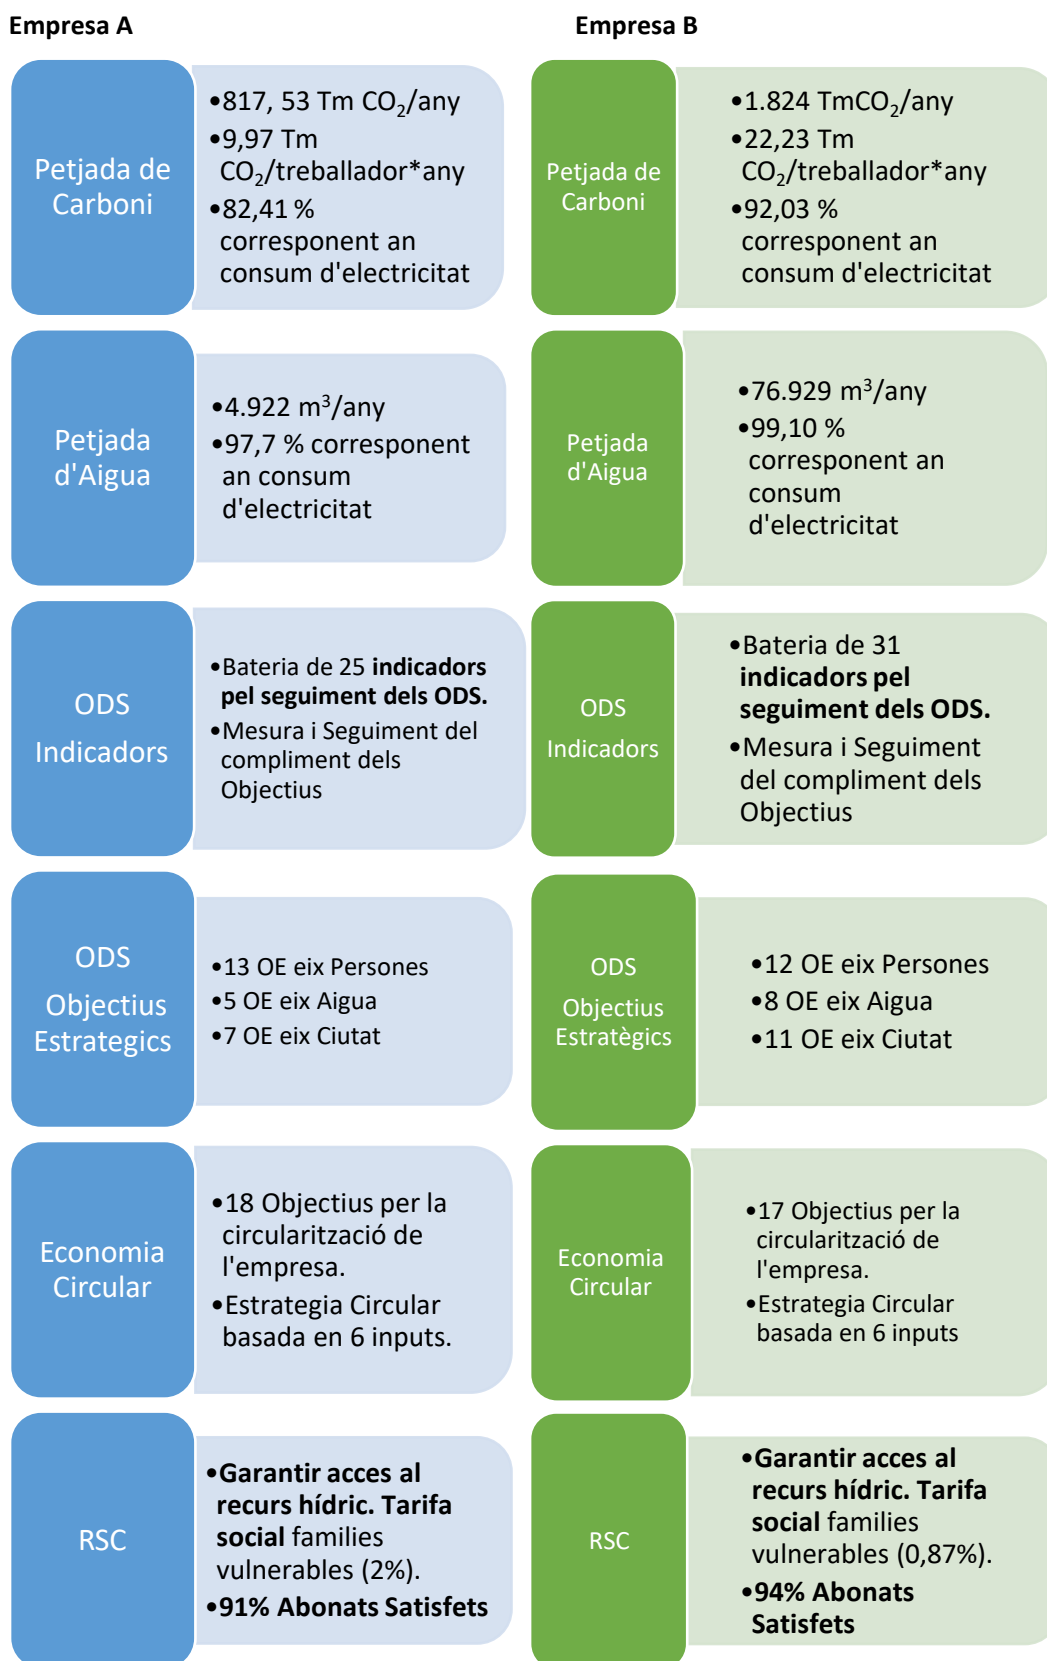 Empresa A
Empresa B
Petjada de
Carboni
•817, 53 Tm CO₂/any
•9,97 Tm
CO₂/treballador*any
•82,41 %
corresponent an
consum d'electricitat
Petjada de
Carboni
•1.824 TmCO₂/any
•22,23 Tm
CO₂/treballador*any
•92,03 %
corresponent an
consum d'electricitat
Petjada
d'Aigua
•4.922 m³/any
•97,7 % corresponent
an consum
d'electricitat
Petjada
d'Aigua
•76.929 m³/any
•99,10 %
corresponent an
consum
d'electricitat
ODS
Indicadors
•Bateria de 25 indicadors
pel seguiment dels ODS.
•Mesura i Seguiment del
compliment dels
Objectius
ODS
Indicadors
•Bateria de 31
indicadors pel
seguiment dels ODS.
•Mesura i Seguiment
del compliment dels
Objectius
ODS
Objectius
Estrategics
•13 OE eix Persones
•5 OE eix Aigua
•7 OE eix Ciutat
ODS
Objectius
Estratègics
•12 OE eix Persones
•8 OE eix Aigua
•11 OE eix Ciutat
Economia
Circular
•18 Objectius per la
circularització de
l'empresa.
•Estrategia Circular
basada en 6 inputs.
Economia
Circular
•17 Objectius per la
circularització de
l'empresa.
•Estrategia Circular
basada en 6 inputs
RSC
•Garantir acces al
recurs hídric. Tarifa
social families
vulnerables (2%).
•91% Abonats Satisfets
RSC
•Garantir acces al
recurs hídric. Tarifa
social families
vulnerables (0,87%).
•94% Abonats
Satisfets